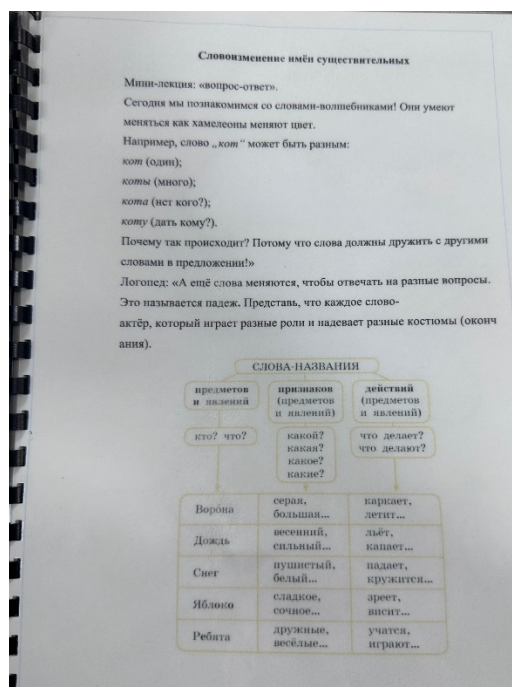 Словоизменение имён существительных
Мини-лекция: «вопрос-ответ».
Сегодня мы познакомимся со словами-волшебниками! Они умеют
меняться как хамелеоны меняют цвет.
Например, слово „кот" может быть разным:
кот (один);
коты (много);
кота (нет кого?);
коту (дать кому?).
Почему так происходит? Потому что слова должны дружить с другими
словами в предложении!»
Логопед: «А ещё слова меняются, чтобы отвечать на разные вопросы.
Это называется падеж. Представь, что каждое слово-
актёр, который играет разные роли и надевает разные костюмы (оконч
ания).
СЛОВА-НАЗВАНИЯ
предметов
и явлений
признаков
(предметов
и явлений)
действий
(предметов
и явлений)
кто? что?
какой?
какая?
какое?
какие?
что делает?
что делают?
Ворона
серая,
большая...
каркает,
летит...
Дождь
весенний,
сильный...
льёт,
капает...
Снег
пушистый,
белый...
падает,
кружится...
Яблоко
сладкое,
сочное...
зреет,
висит...
Ребята
дружные,
весёлые...
учатся,
играют...